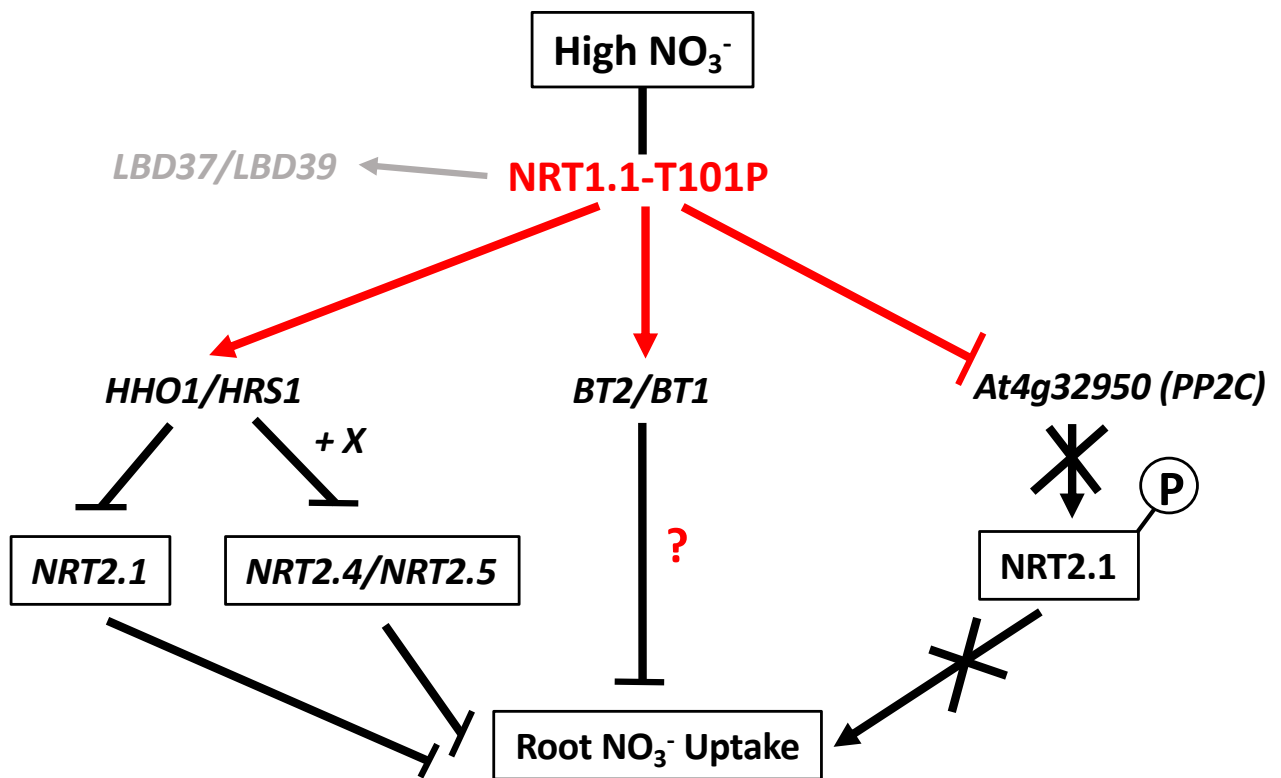 High NO₃⁻
LBD37/LBD39
NRT1.1-T101P
HHO1/HRS1
BT2/BT1
At4g32950 (PP2C)
+ X
P
NRT2.1
NRT2.4/NRT2.5
?
NRT2.1
Root NO₃⁻ Uptake